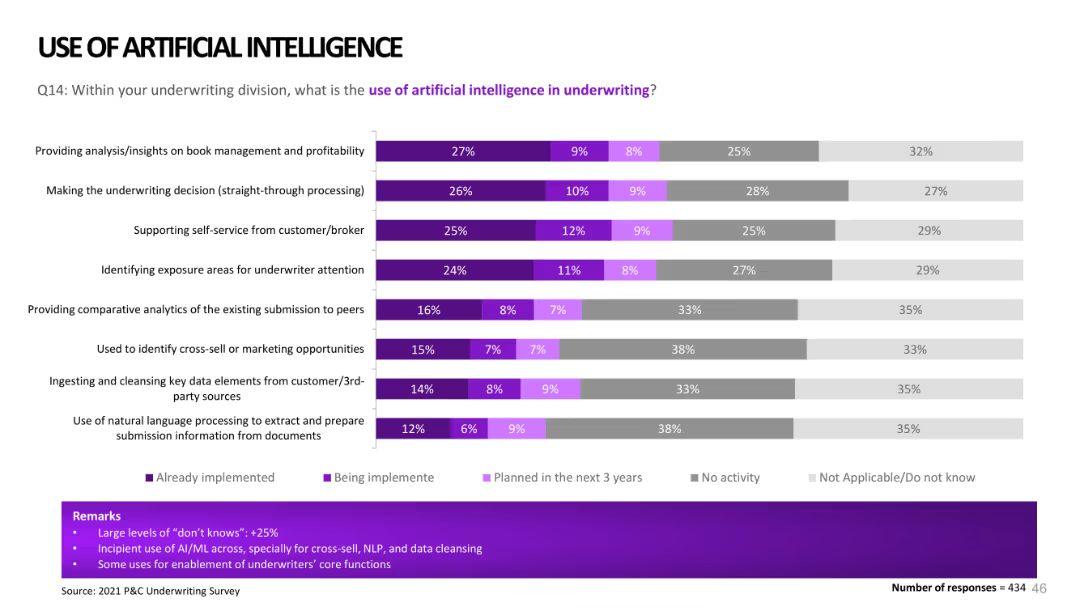 USE OF ARTIFICIAL INTELLIGENCE
Q14: Within your underwriting division, what is the use of artificial intelligence in underwriting?
Providing analysis/insights on book management and profitability
27% 9% 8% 25% 32%
Making the underwriting decision (straight-through processing)
26% 10% 9% 28% 27%
Supporting self-service from customer/broker
25% 12% 9% 25% 29%
Identifying exposure areas for underwriter attention
24% 11% 8% 27% 29%
Providing comparative analytics of the existing submission to peers
16% 8% 7% 33% 35%
Used to identify cross-sell or marketing opportunities
15% 7% 7% 38% 33%
Ingesting and cleansing key data elements from customer/3rd-
party sources
14% 8% 9% 33% 35%
Use of natural language processing to extract and prepare
submission information from documents
12% 6% 9% 38% 35%
Already implemented Being implemente Planned in the next 3 years No activity Not Applicable/Do not know
Remarks
• Large levels of “don’t knows”: +25%
• Incipient use of AI/ML across, specially for cross-sell, NLP, and data cleansing
• Some uses for enablement of underwriters’ core functions
Source: 2021 P&C Underwriting Survey
Number of responses = 434 46